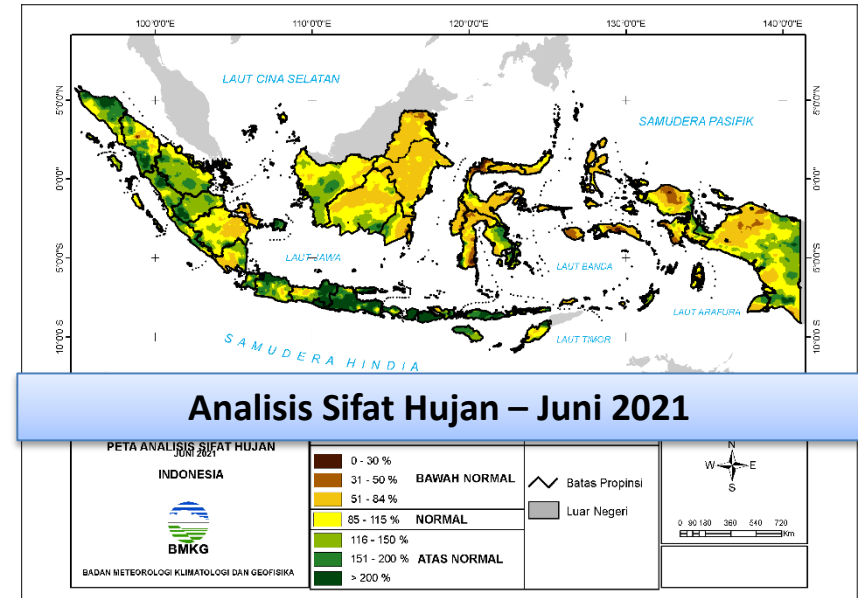 100°0'0"E 110°0'0"E 120°0'0"E 130°0'0"E 140°0'0"E
LAUT CINA SELATAN
SAMUDERA PASIFIK
5°0'0"N 5°0'0"N
0°0'0" 0°0'0"
5°0'0"S 5°0'0"S
LAUT JAWA
LAUT BANDA
LAUT ARAFURA
10°0'0"S 10°0'0"S
LAUT TIMOR
SAMUDERA HINDIA
Analisis Sifat Hujan – Juni 2021
PETA ANALISIS SIFAT HUJAN
JUNI 2021
INDONESIA
BMKG
BADAN METEOROLOGI KLIMATOLOGI DAN GEOFISIKA
0 - 30 %
31 - 50 % BAWAH NORMAL
51 - 84 %
85 - 115 % NORMAL
116 - 150 %
151 - 200 % ATAS NORMAL
> 200 %
Batas Propinsi
Luar Negeri
N
W E
S
0 90 180 360 540 720
Km